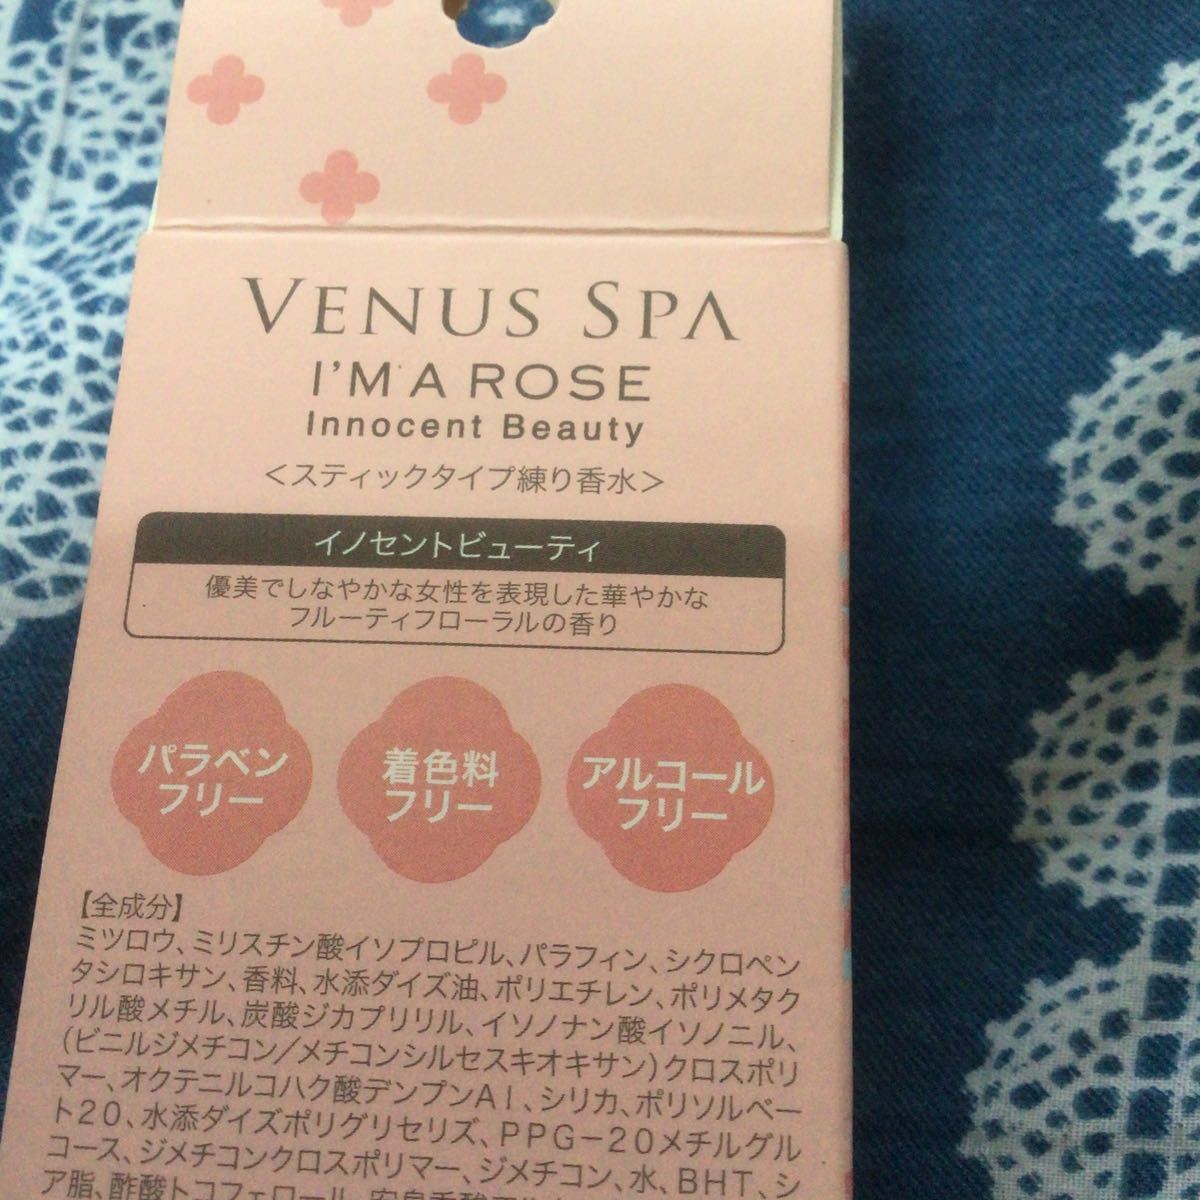 VENUS SPA
I'M A ROSE
Innocent Beauty
＜スティックタイプ練り香水＞
イノセントビューティ
優美でしなやかな女性を表現した華やかな
フルーティフローラルの香り
パラベン
フリー
着色料
フリー
アルコール
フリー
【全成分】
ミツロウ、ミリスチン酸イソプロピル、パラフィン、シクロペン
タシロキサン、香料、水添ダイズ油、ポリエチレン、ポリメタク
リル酸メチル、炭酸ジカプリリル、イソノナン酸イソノニル、
（ビニルジメチコン/メチコンシルセスキオキサン）クロスポリ
マー、オクテニルコハク酸デンプンAl、シリカ、ポリソルベー
ト20、水添ダイズポリグリセリズ、PPG-20メチルグル
コース、ジメチコンクロスポリマー、ジメチコン、水、BHT、シ
ア脂、酢酸トコフェロール、